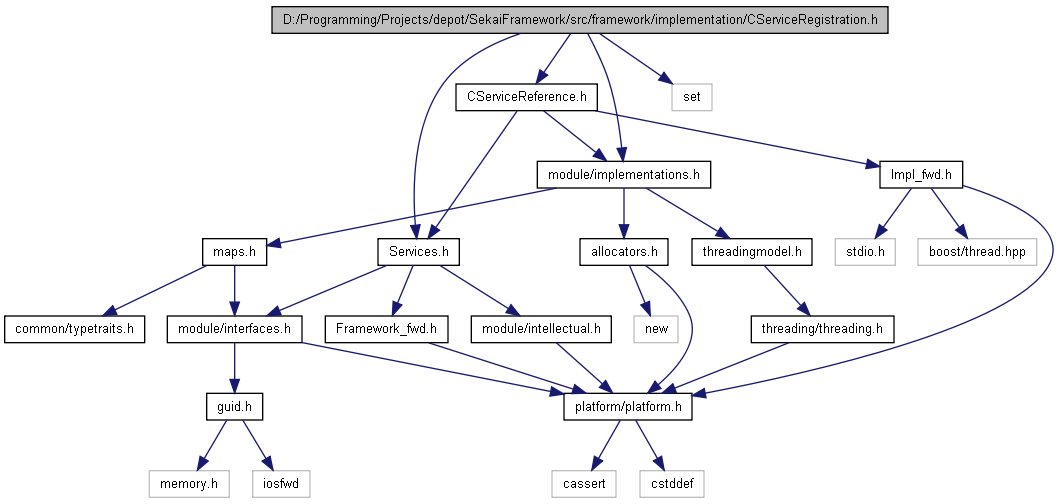 D:/Programming/Projects/depot/SekaiFramework/src/framework/implementation/CServiceRegistration.h
CServiceReference.h
set
module/implementations.h
Impl_fwd.h
maps.h
Services.h
allocators.h
threadingmodel.h
stdio.h
boost/thread.hpp
common/typetraits.h
module/interfaces.h
Framework_fwd.h
module/intellectual.h
new
threading/threading.h
guid.h
platform/platform.h
memory.h
iosfwd
cassert
cstddef